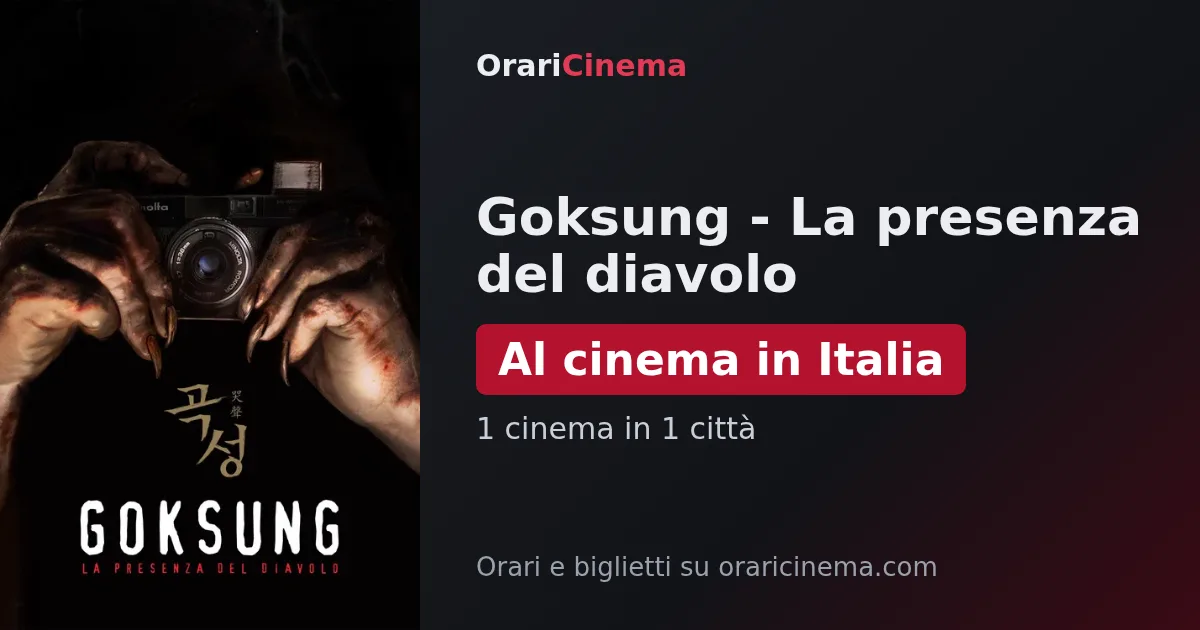 OrariCinema
Goksung - La presenza
del diavolo
Al cinema in Italia
1 cinema in 1 città
Orari e biglietti su oraricinema.com
곡성
哭聲
GOKSUNG
LA PRESENZA DEL DIAVOLO